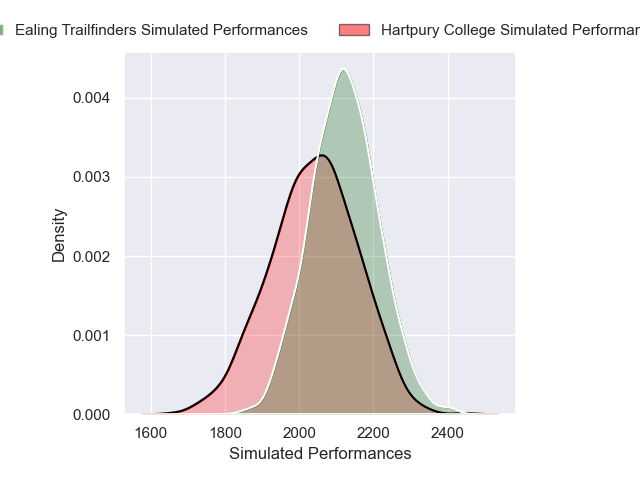 Ealing Trailfinders Simulated Performances
Hartpury College Simulated Performar
0.004
0.003
0.002
0.001
0.000
Density
1600 1800 2000 2200 2400
Simulated Performances